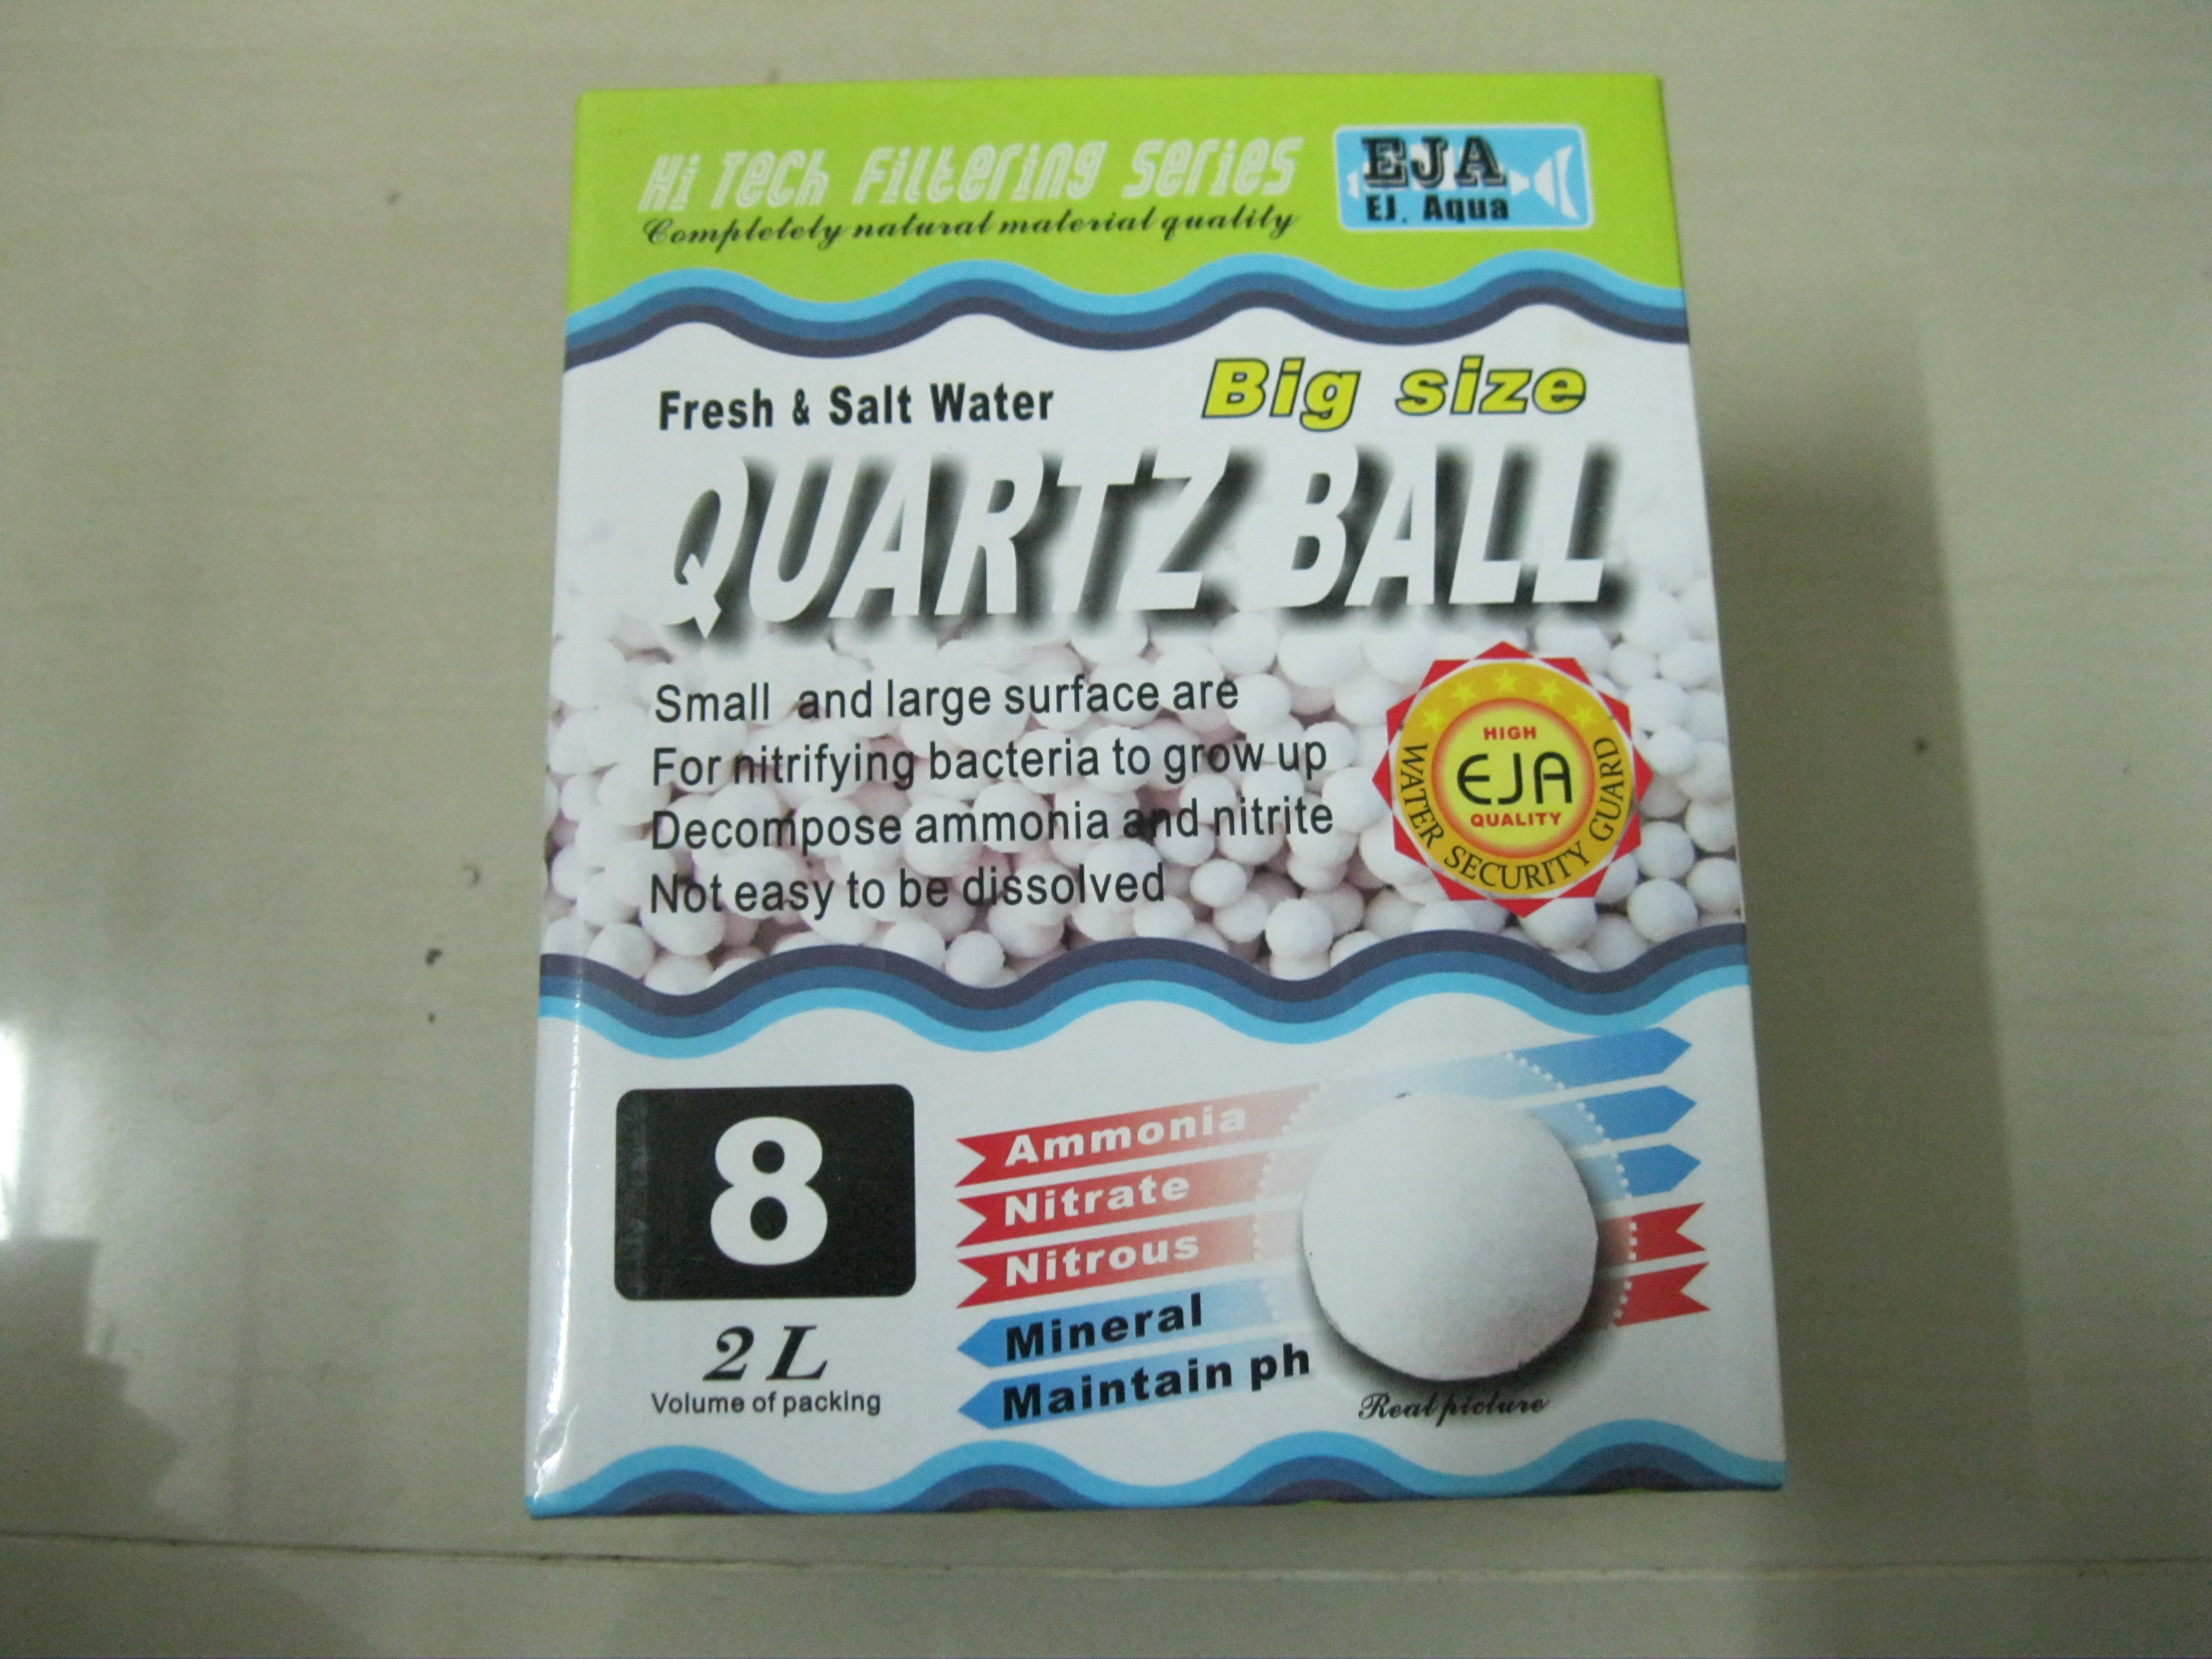 Hi Tech Filtering Series
Completely natural material quality
EJA
EJ. Aqua
Fresh & Salt Water
Big size
QUARTZ BALL
Small and large surface are
For nitrifying bacteria to grow up
Decompose ammonia and nitrite
Not easy to be dissolved
HIGH
EJA
QUALITY
WATER SECURITY GUARD
8
2 L
Volume of packing
Ammonia
Nitrate
Nitrous
Mineral
Maintain ph
Real picture